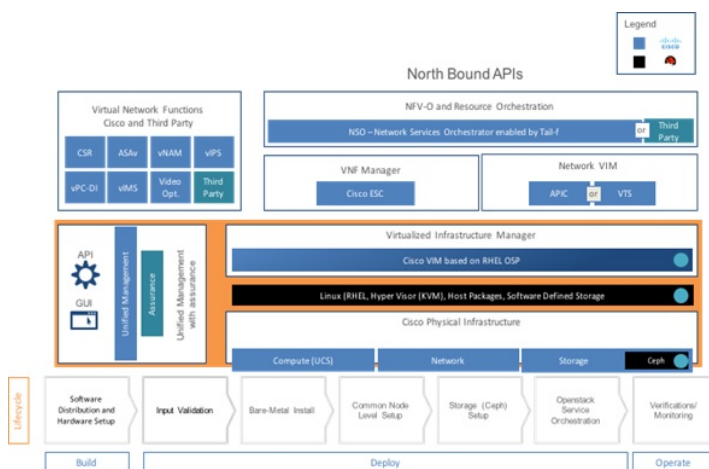 Legend
CISCO
North Bound APIs
Virtual Network Functions
Cisco and Third Party
CSR
ASAv
vNAM
vIPS
vPC-DI
vIMS
Video
Opt.
Third
Party
NFV-O and Resource Orchestration
NSO – Network Services Orchestrator enabled by Tail-f
or
Third
Party
VNF Manager
Cisco ESC
Network VIM
APIC
or
VTS
API
GUI
Unified Management
Assurance
Unified Management
with assurance
Virtualized Infrastructure Manager
Cisco VIM based on RHEL OSP
Linux (RHEL, Hyper Visor (KVM), Host Packages, Software Defined Storage
Cisco Physical Infrastructure
Compute (UCS)
Network
Storage
Ceph
Lifecycle
Software
Distribution and
Hardware Setup
Input Validation
Bare-Metal Install
Common Node
Level Setup
Storage (Ceph)
Setup
Openstack
Service
Orchestration
Verifications/
Monitoring
Build
Deploy
Operate